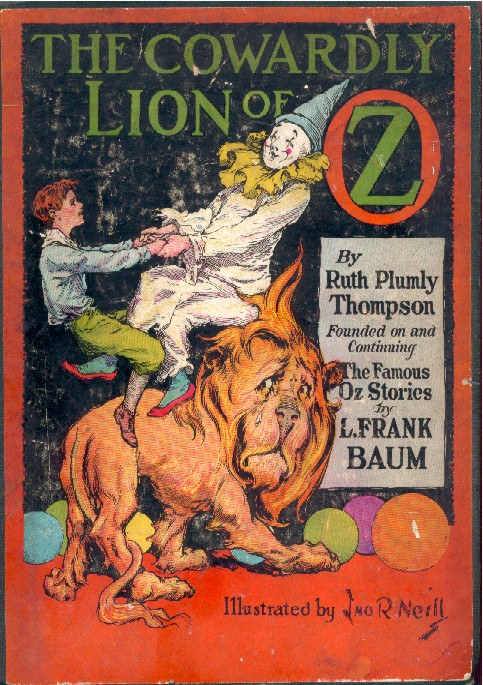 THE COWARDLY
LION OF OZ
By
Ruth Plumly
Thompson
Founded on and
Continuing
The Famous
Oz Stories
by
L. FRANK
BAUM
Illustrated by Jno R. Neill